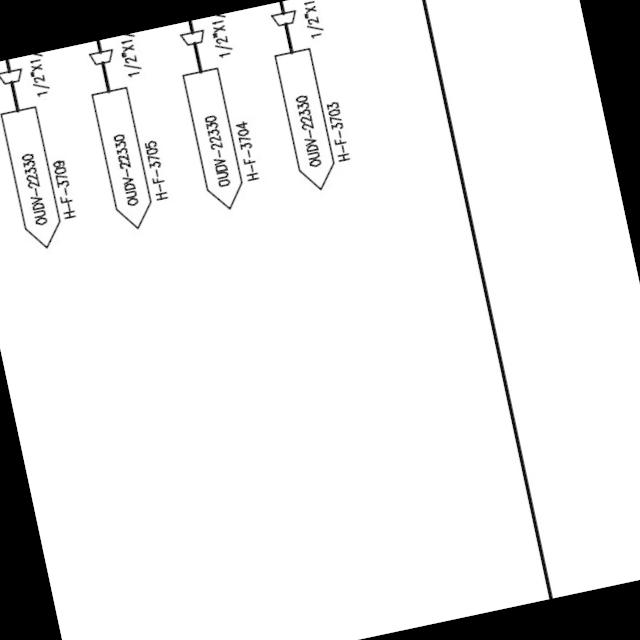 1/2"X1/
OUDV-22330
H-F-3709
1/2"X1/
OUDV-22330
H-F-3705
1/2"X1/
OUDV-22330
H-F-3704
1/2"X1
OUDV-22330
H-F-3703